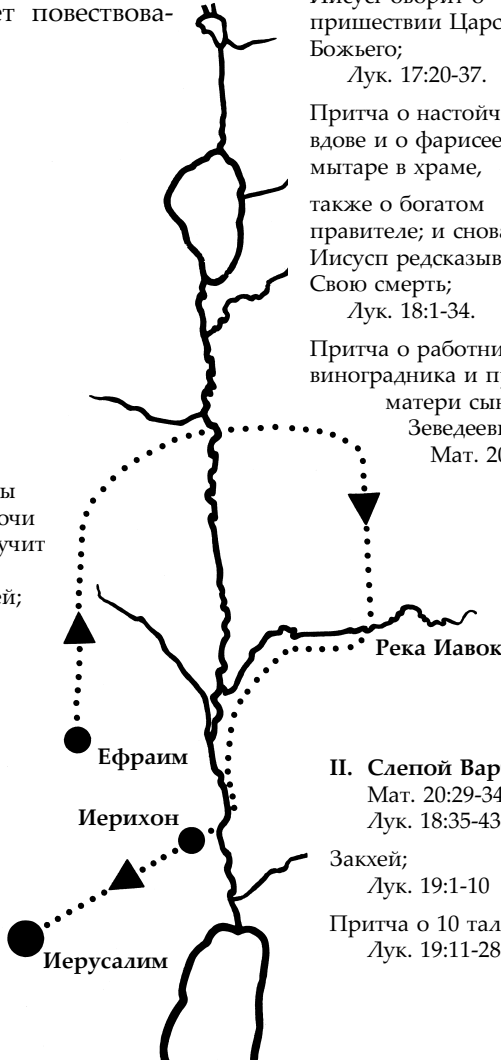 ет повествова-
пришествии Царс
Божьего;
Лук. 17:20-37.
Притча о настойч
вдове и о фарисее
мытаре в храме,
также о богатом
правителе; и снова
Иисусп редсказыв
Свою смерть;
Лук. 18:1-34.
Притча о работни
виноградника и п
матери сын
Зеведееви
Мат. 20
ы
очи
учит
ей;
Река Иавок
Ефраим
Иерихон
Иерусалим
II. Слепой Вар
Мат. 20:29-34
Лук. 18:35-43
Закхей;
Лук. 19:1-10
Притча о 10 тал
Лук. 19:11-28